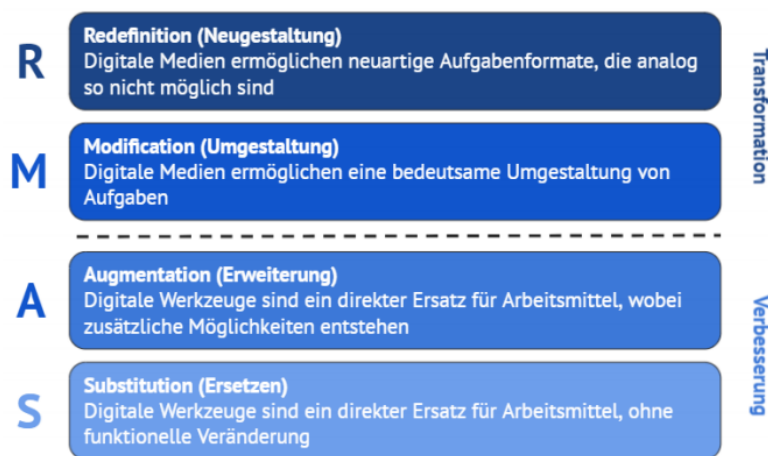 R
Redefinition (Neugestaltung)
Digitale Medien ermöglichen neuartige Aufgabenformate, die analog
so nicht möglich sind
M
Modification (Umgestaltung)
Digitale Medien ermöglichen eine bedeutsame Umgestaltung von
Aufgaben
Transformation
A
Augmentation (Erweiterung)
Digitale Werkzeuge sind ein direkter Ersatz für Arbeitsmittel, wobei
zusätzliche Möglichkeiten entstehen
S
Substitution (Ersetzen)
Digitale Werkzeuge sind ein direkter Ersatz für Arbeitsmittel, ohne
funktionelle Veränderung
Verbesserung